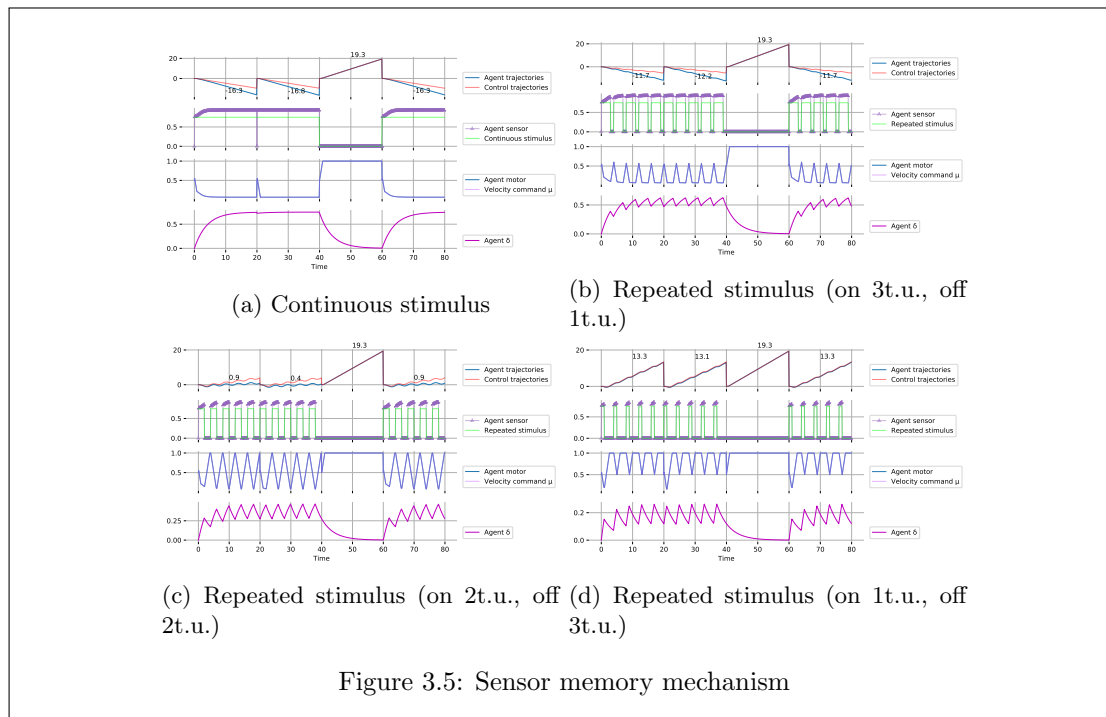 19.3
20
0
-16.3
-16.8
-16.3
Agent trajectories
Control trajectories
0.5
0.0
Agent sensor
Continuous stimulus
1.0
0.5
Agent motor
Velocity command μ
0.5
0.0
Agent δ
0 10 20 30 40 50 60 70 80
Time
(a) Continuous stimulus
19.3
20
0
-11.7
-12.2
-11.7
Agent trajectories
Control trajectories
0.5
0.0
Agent sensor
Repeated stimulus
1.0
0.5
Agent motor
Velocity command μ
0.5
0.0
Agent δ
0 10 20 30 40 50 60 70 80
Time
(b) Repeated stimulus (on 3t.u., off
1t.u.)
19.3
20
0
0.9
0.4
0.9
Agent trajectories
Control trajectories
0.5
0.0
Agent sensor
Repeated stimulus
1.0
0.5
Agent motor
Velocity command μ
0.25
0.00
Agent δ
0 10 20 30 40 50 60 70 80
Time
(c) Repeated stimulus (on 2t.u., off
2t.u.)
19.3
20
0
13.3
13.1
13.3
Agent trajectories
Control trajectories
0.5
0.0
Agent sensor
Repeated stimulus
1.0
0.5
Agent motor
Velocity command μ
0.2
0.0
Agent δ
0 10 20 30 40 50 60 70 80
Time
(d) Repeated stimulus (on 1t.u., off
3t.u.)
Figure 3.5: Sensor memory mechanism